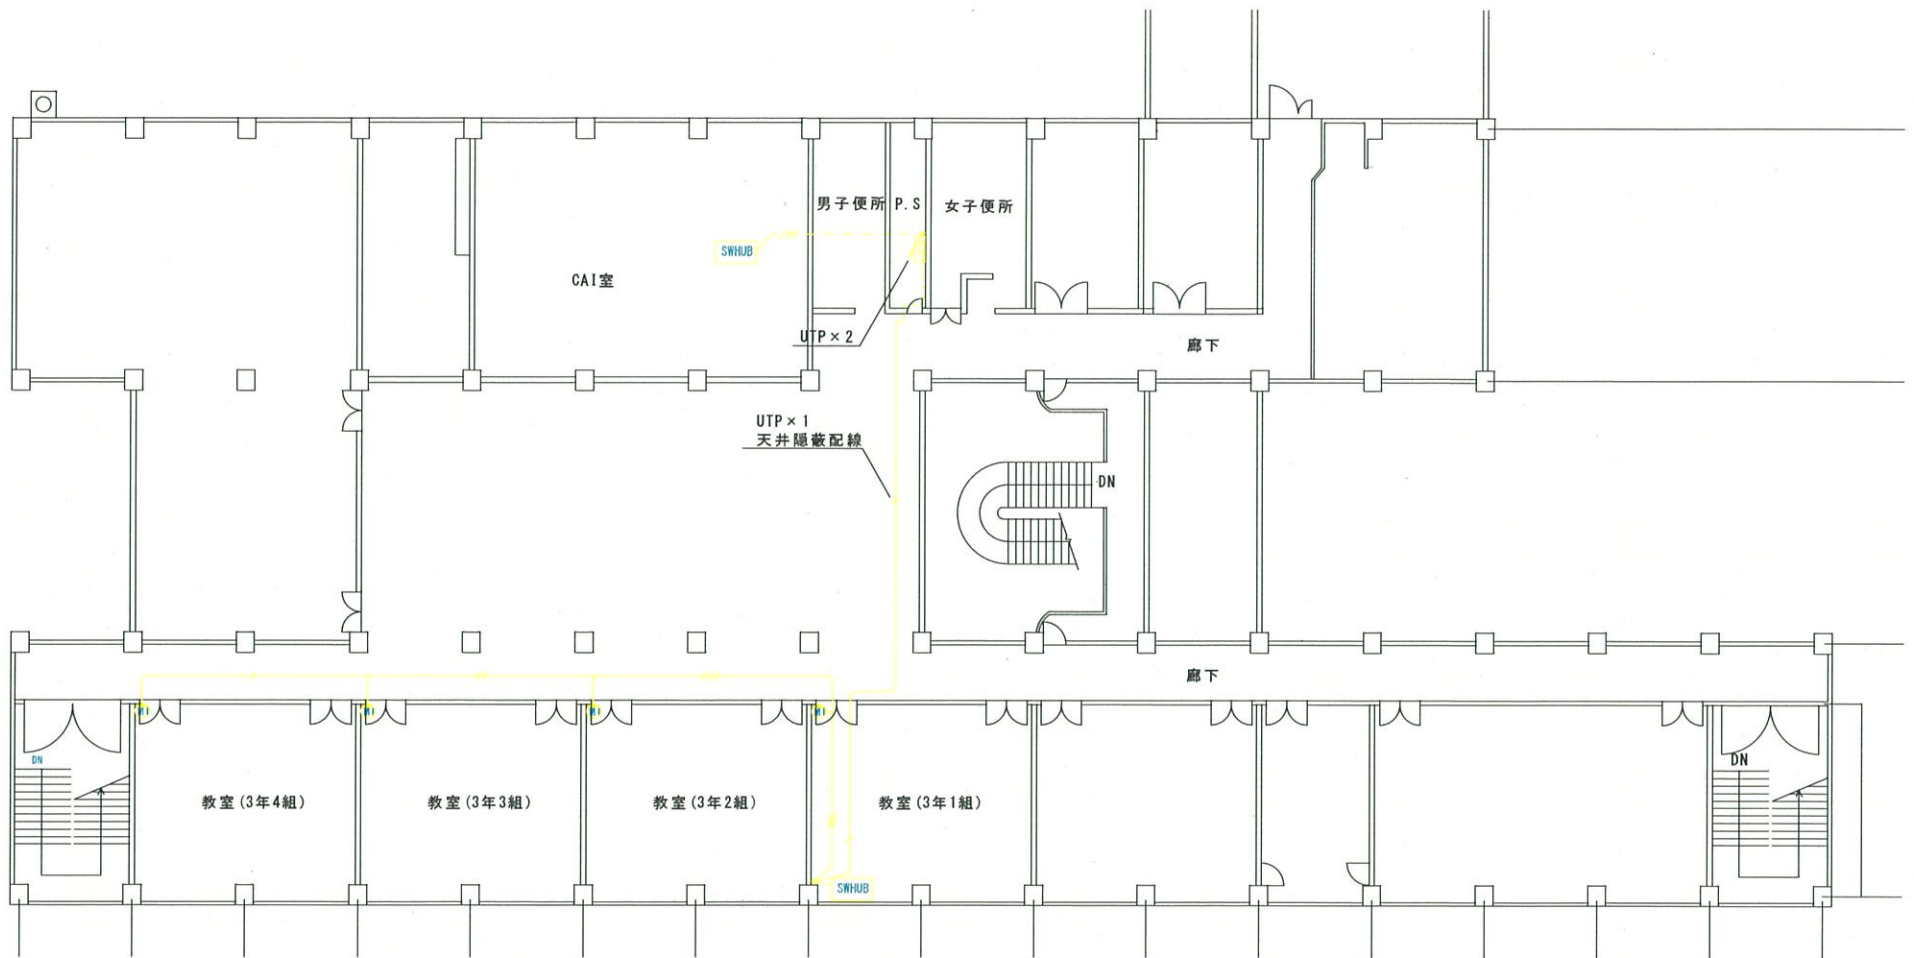 男子便所
P.S
女子便所
SWHUB
CAI室
UTP×2
廊下
UTP×1
天井隠蔽配線
DN
廊下
DN
DN
教室(3年4組)
教室(3年3組)
教室(3年2組)
教室(3年1組)
SWHUB